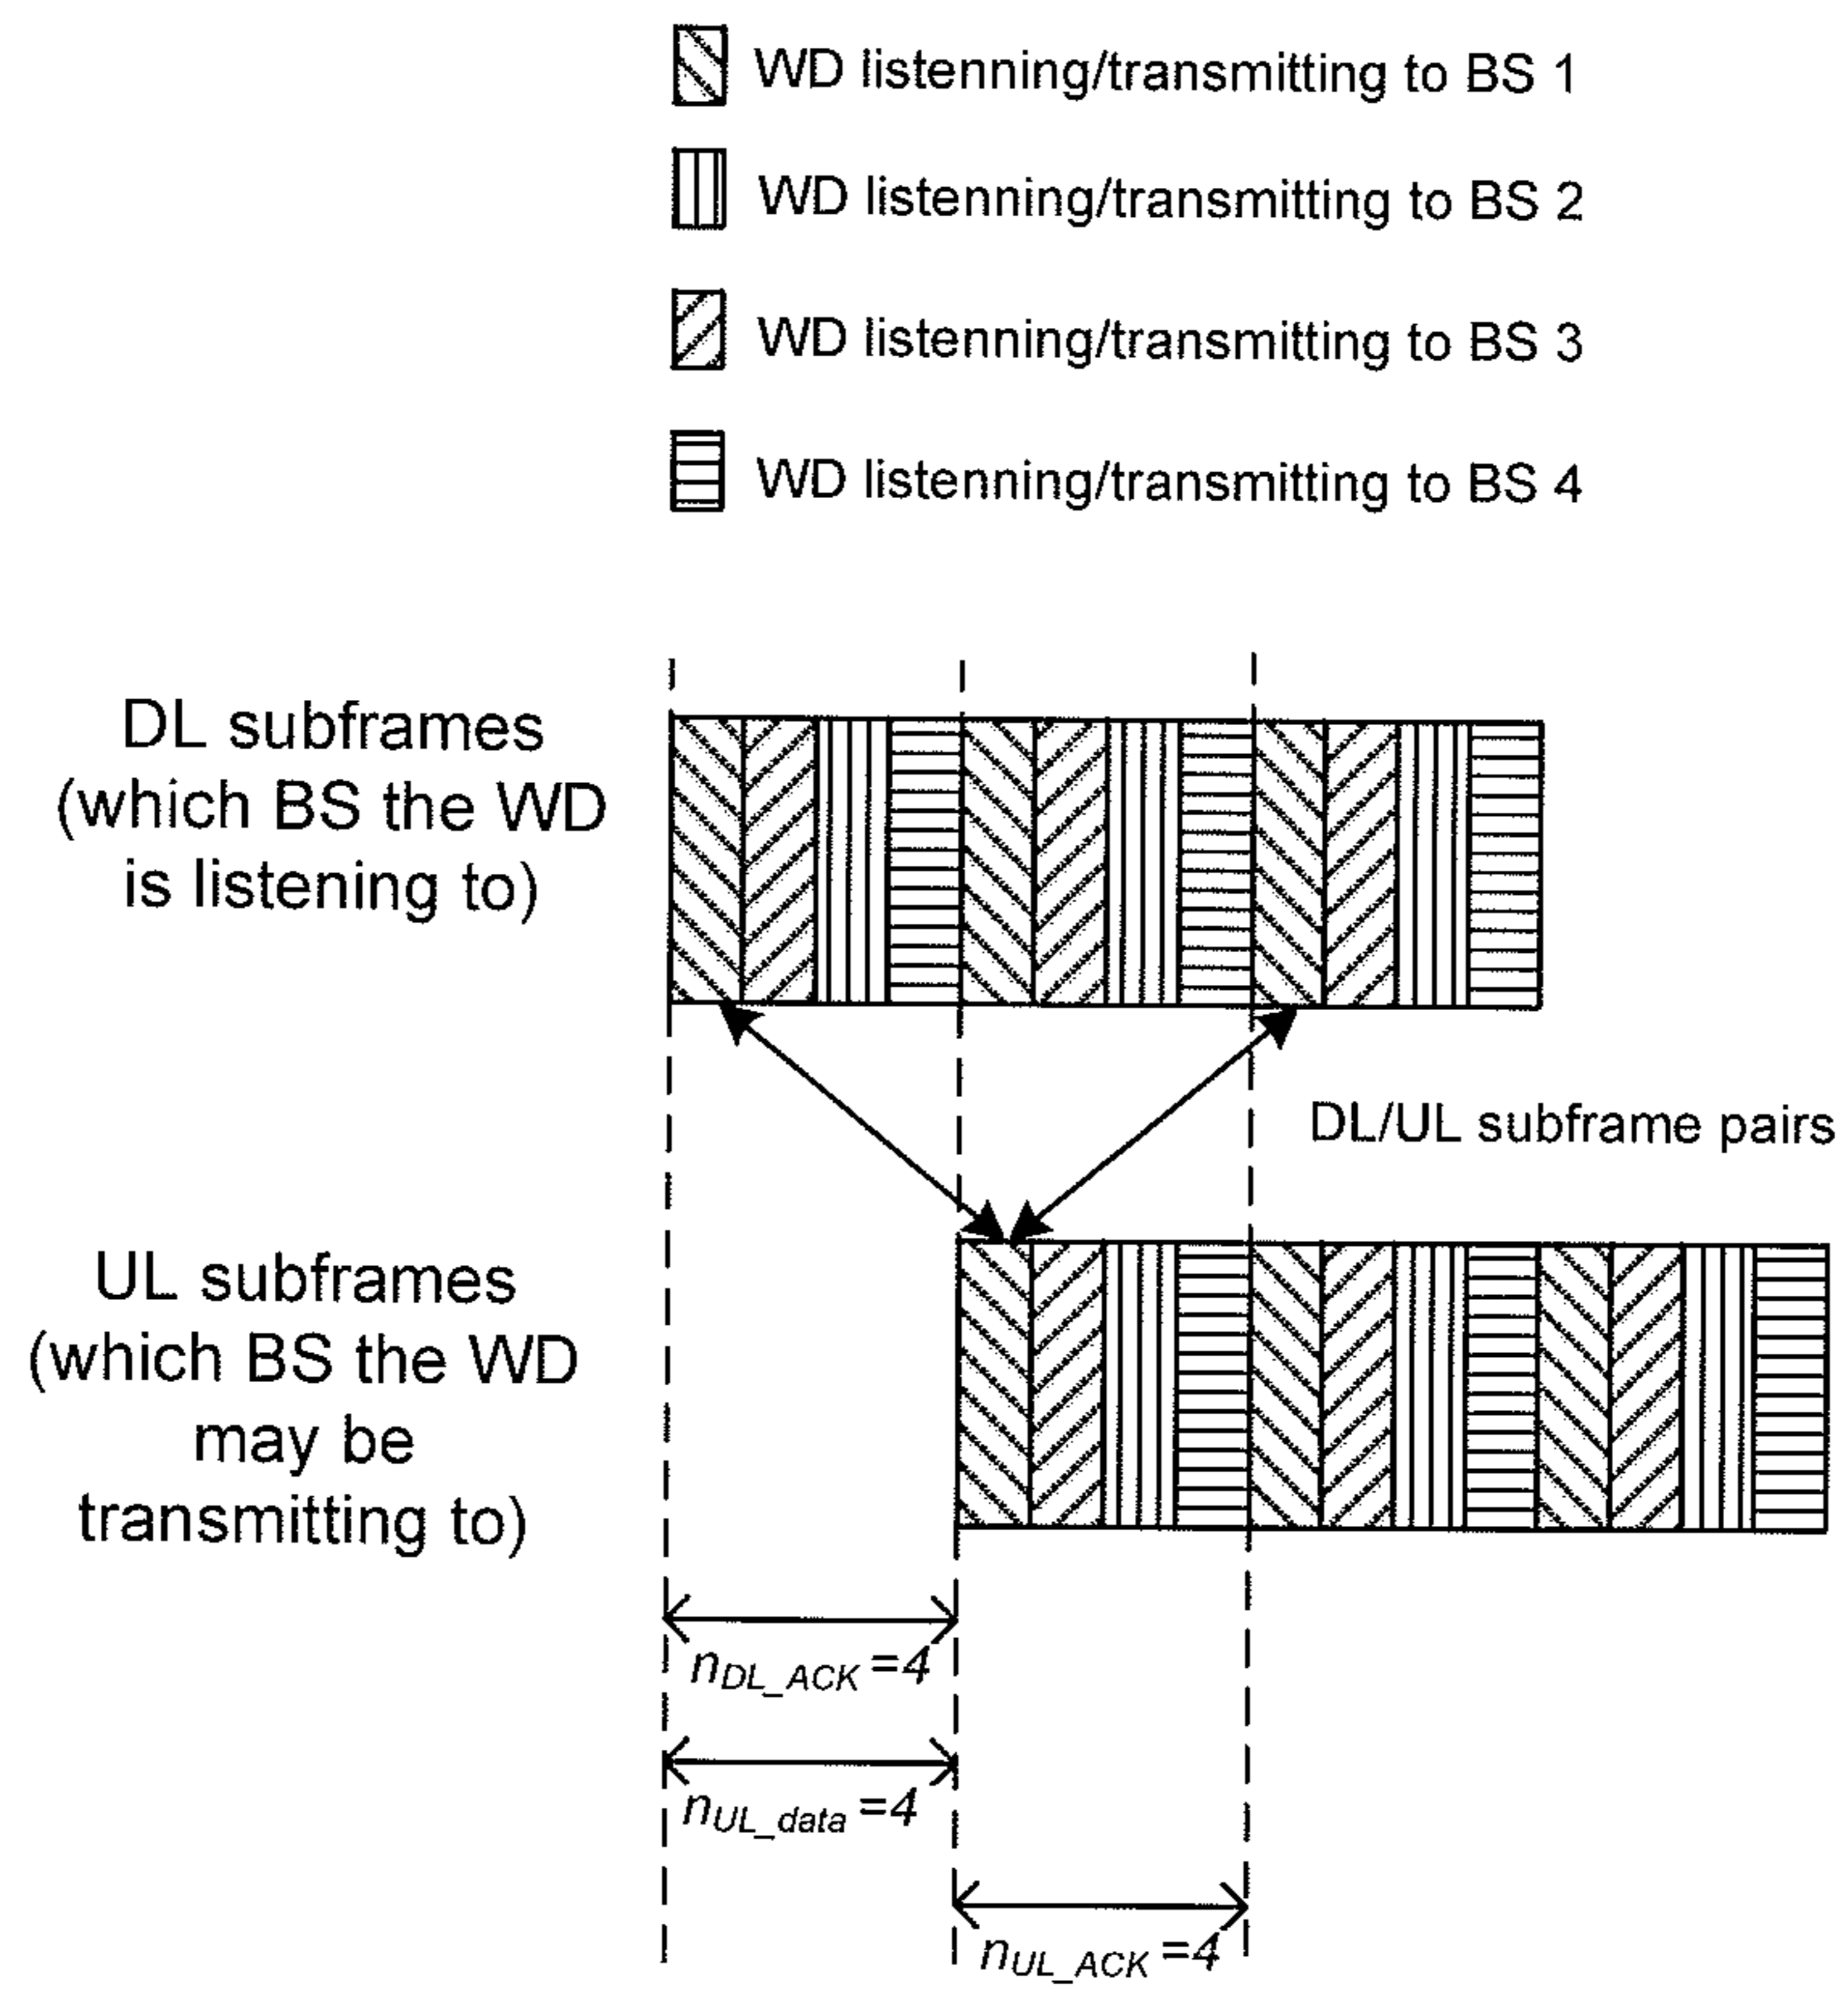 WD listenning/transmitting to BS 1
WD listenning/transmitting to BS 2
WD listenning/transmitting to BS 3
WD listenning/transmitting to BS 4
DL subframes
(which BS the WD
is listening to)
DL/UL subframe pairs
UL subframes
(which BS the WD
may be
transmitting to)
nDL_ACK=4
nUL_data=4
nUL_ACK=4